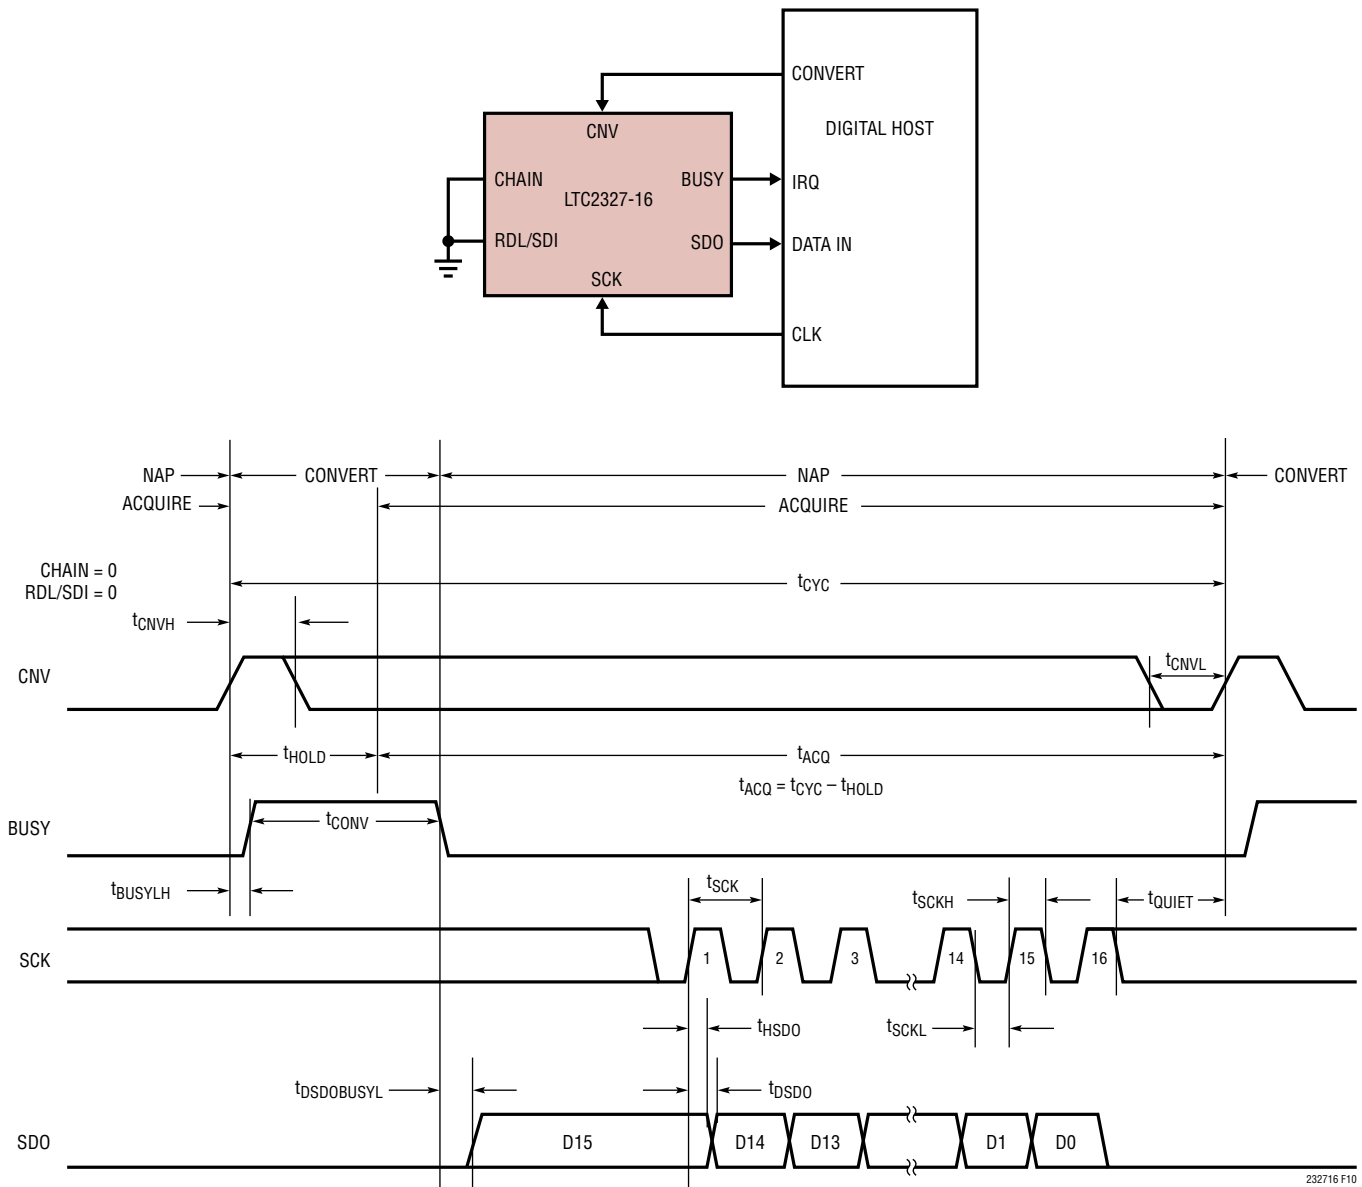 CONVERT
CNV
DIGITAL HOST
CHAIN
BUSY
IRQ
LTC2327-16
RDL/SDI
SDO
DATA IN
SCK
CLK
NAP
CONVERT
NAP
CONVERT
ACQUIRE
ACQUIRE
CHAIN = 0
RDL/SDI = 0
tCYC
tCNVH
CNV
tCNVL
tHOLD
tACQ
tACQ = tCYC – tHOLD
BUSY
tCONV
tBUSYLH
tSCK
tSCKH
tQUIET
SCK
1
2
3
14
15
16
tHSDO
tSCKL
tDSDOBUSYL
tDSDO
SDO
D15
D14
D13
D1
D0
232716 F10